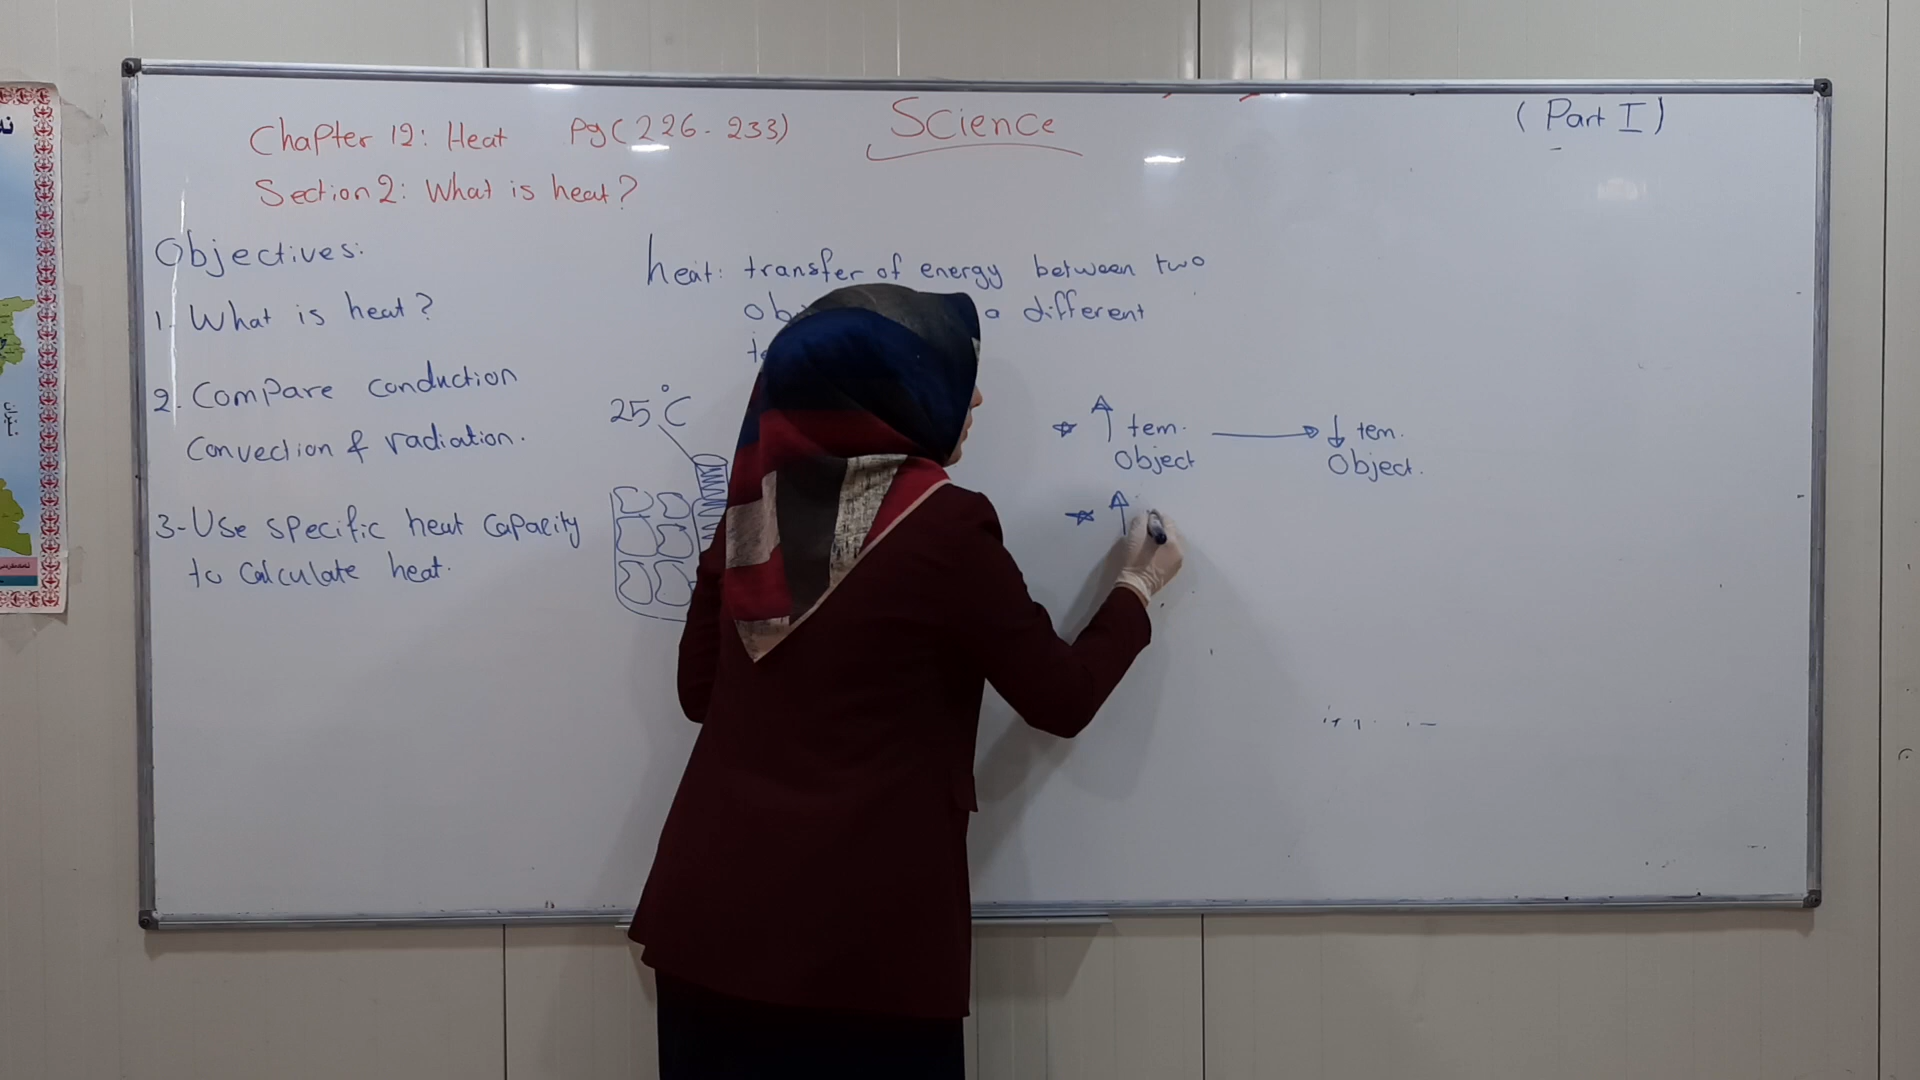 Science
(Part I)
Chapter 12: Heat pg(226-233)
Section 2: What is heat?
Objectives:
1. What is heat?
2. Compare conduction
Convection & radiation.
3-Use specific heat capacity
to calculate heat.
heat: transfer of energy between two
a different
25°C
↑ tem. → ↓ tem.
Object Object.
↑